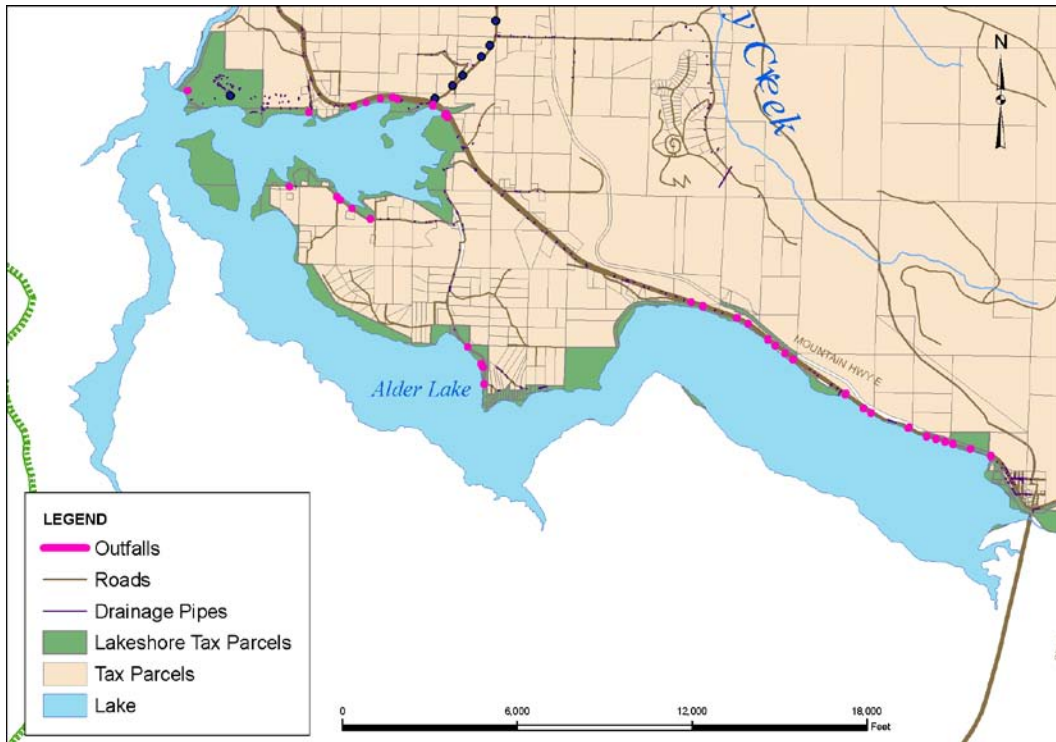 y Creek
N
Alder Lake
MOUNTAIN HWY E
LEGEND
Outfalls
Roads
Drainage Pipes
Lakeshore Tax Parcels
Tax Parcels
Lake
0 6,000 12,000 18,000
Feet